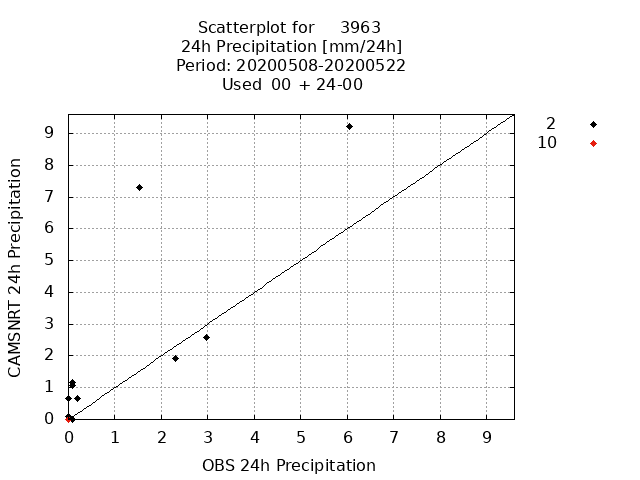 Scatterplot for 3963
24h Precipitation [mm/24h]
Period: 20200508-20200522
Used 00 + 24-00
2
10
CAMSNRT 24h Precipitation
9
8
7
6
5
4
3
2
1
0
0 1 2 3 4 5 6 7 8 9
OBS 24h Precipitation